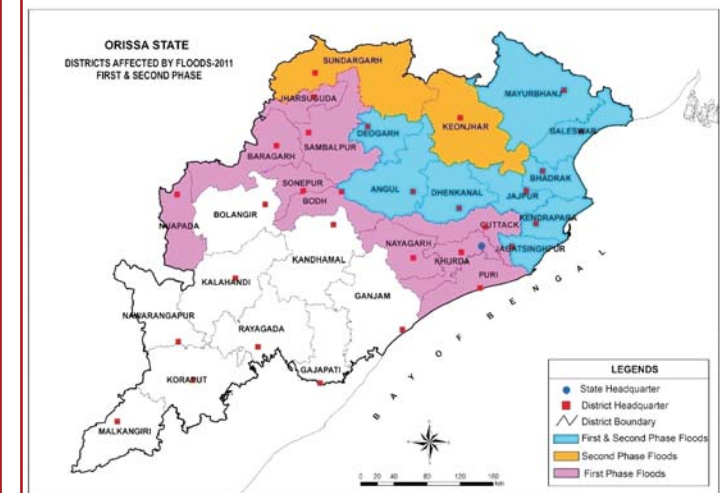 ORISSA STATE
DISTRICTS AFFECTED BY FLOODS-2011
FIRST & SECOND PHASE
SUNDARGARH
MAYURBHANJ
JHARSUGUDA
KEONJHAR
BALESWAR
DEOGARH
SAMBALPUR
BARAGARH
BHADRAK
SONEPUR
ANGUL
DHENKANAL
JAJPUR
BODH
KENDRAPARA
BOLANGIR
CUTTACK
NUAPADA
NAYAGARH
JAGATSINGHPUR
KANDHAMAL
KHURDA
PURI
KALAHANDI
GANJAM
NAWARANGAPUR
RAYAGADA
GAJAPATI
KORAPUT
MALKANGIRI
BAY OF BENGAL
LEGENDS
State Headquarter
District Headquarter
District Boundary
First & Second Phase Floods
Second Phase Floods
First Phase Floods
0 20 40 80 120 160